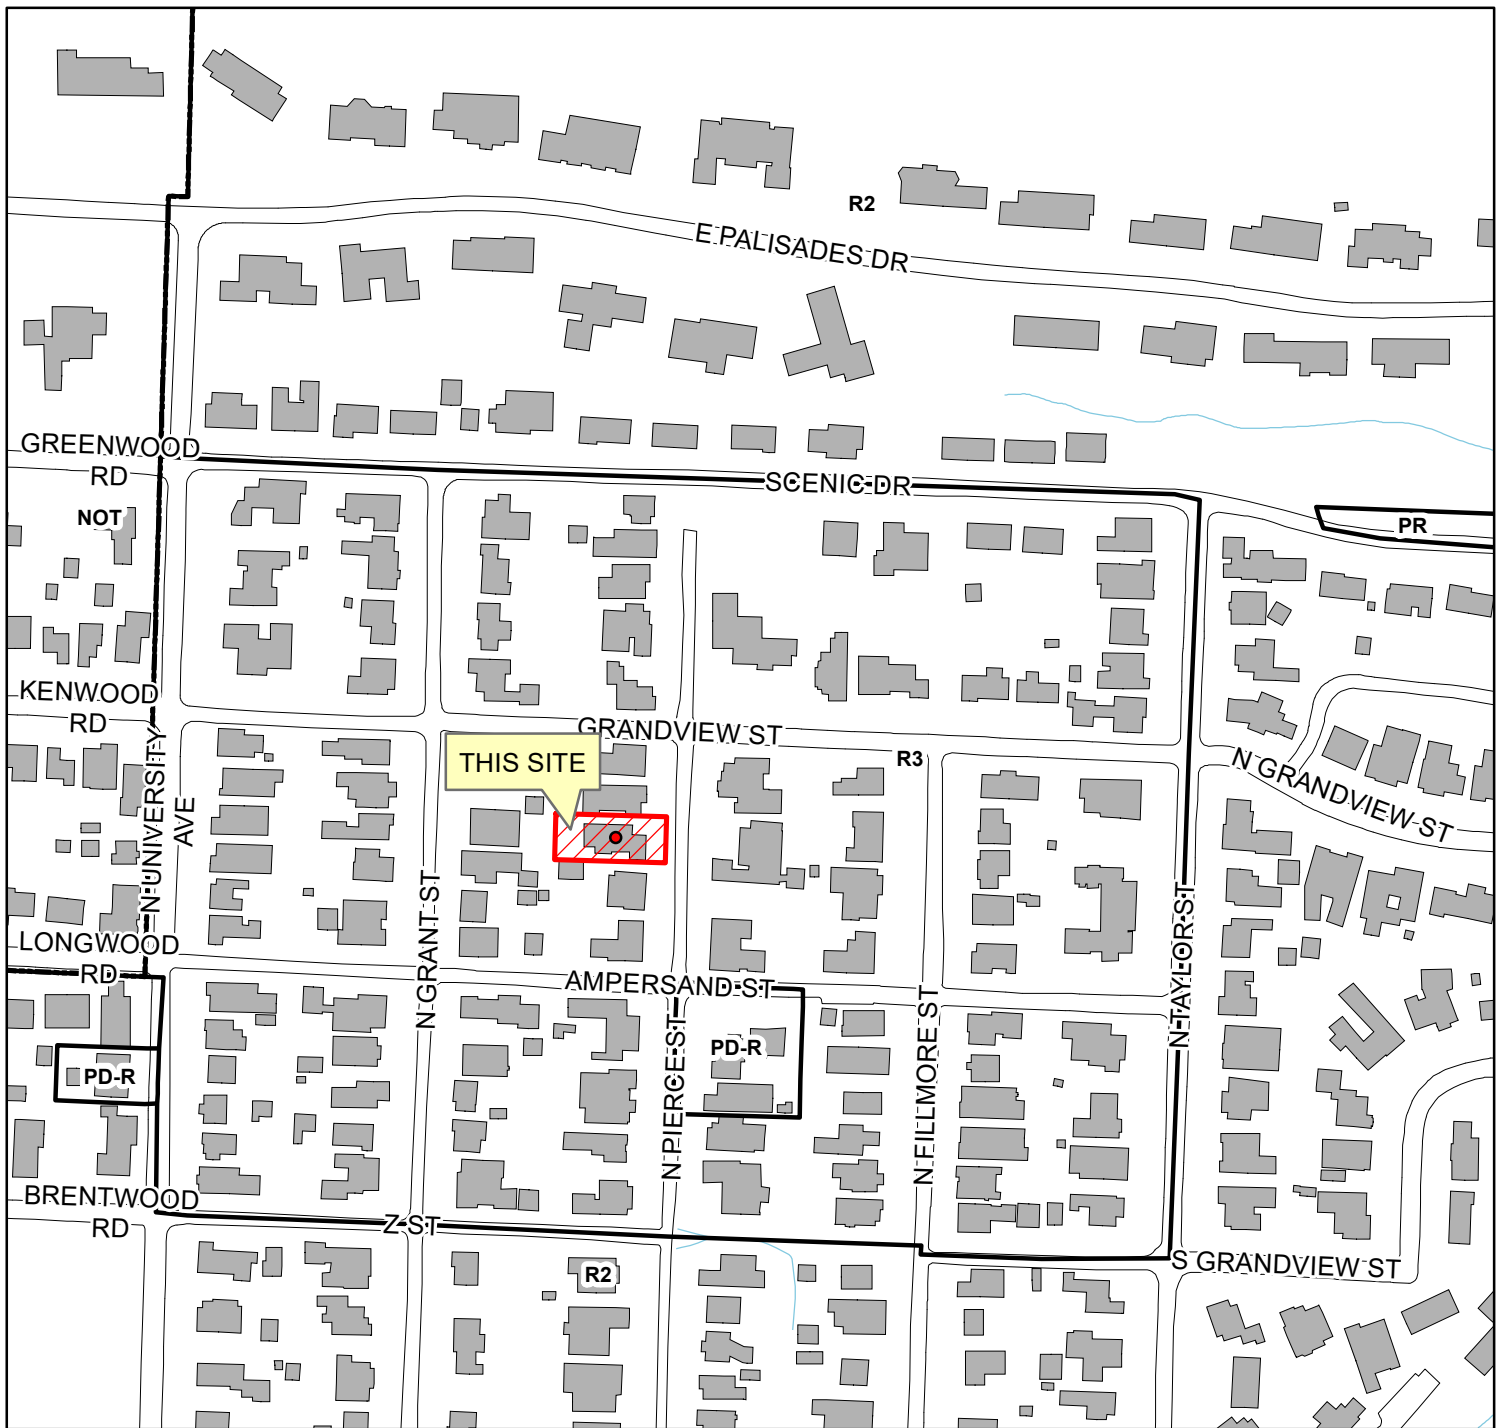 R2
E PALISADES DR
GREENWOOD
RD
SCENIC DR
NOT
PR
KENWOOD
RD
GRANDVIEW ST
THIS SITE
R3
N GRANDVIEW ST
N UNIVERSITY
AVE
N GRANT ST
N TAYLOR ST
LONGWOOD
RD
AMPERSAND ST
N PIERCE ST
N FILLMORE ST
PD-R
PD-R
BRENTWOOD
RD
Z ST
S GRANDVIEW ST
R2